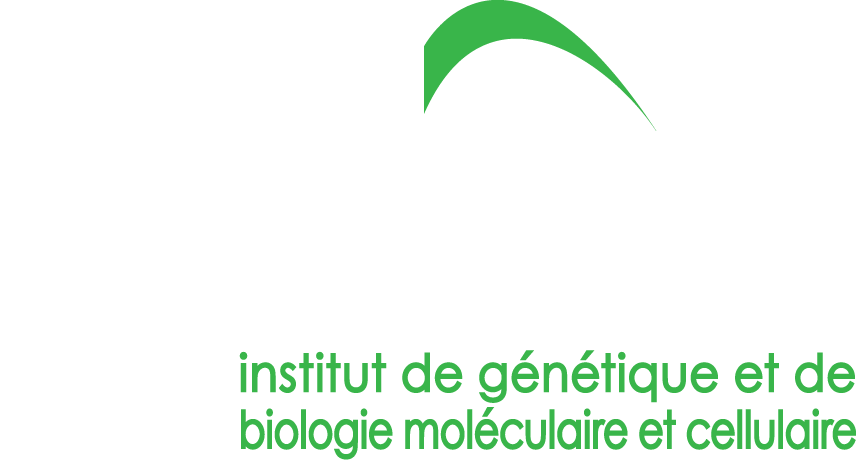 institut de génétique et de
biologie moléculaire et cellulaire